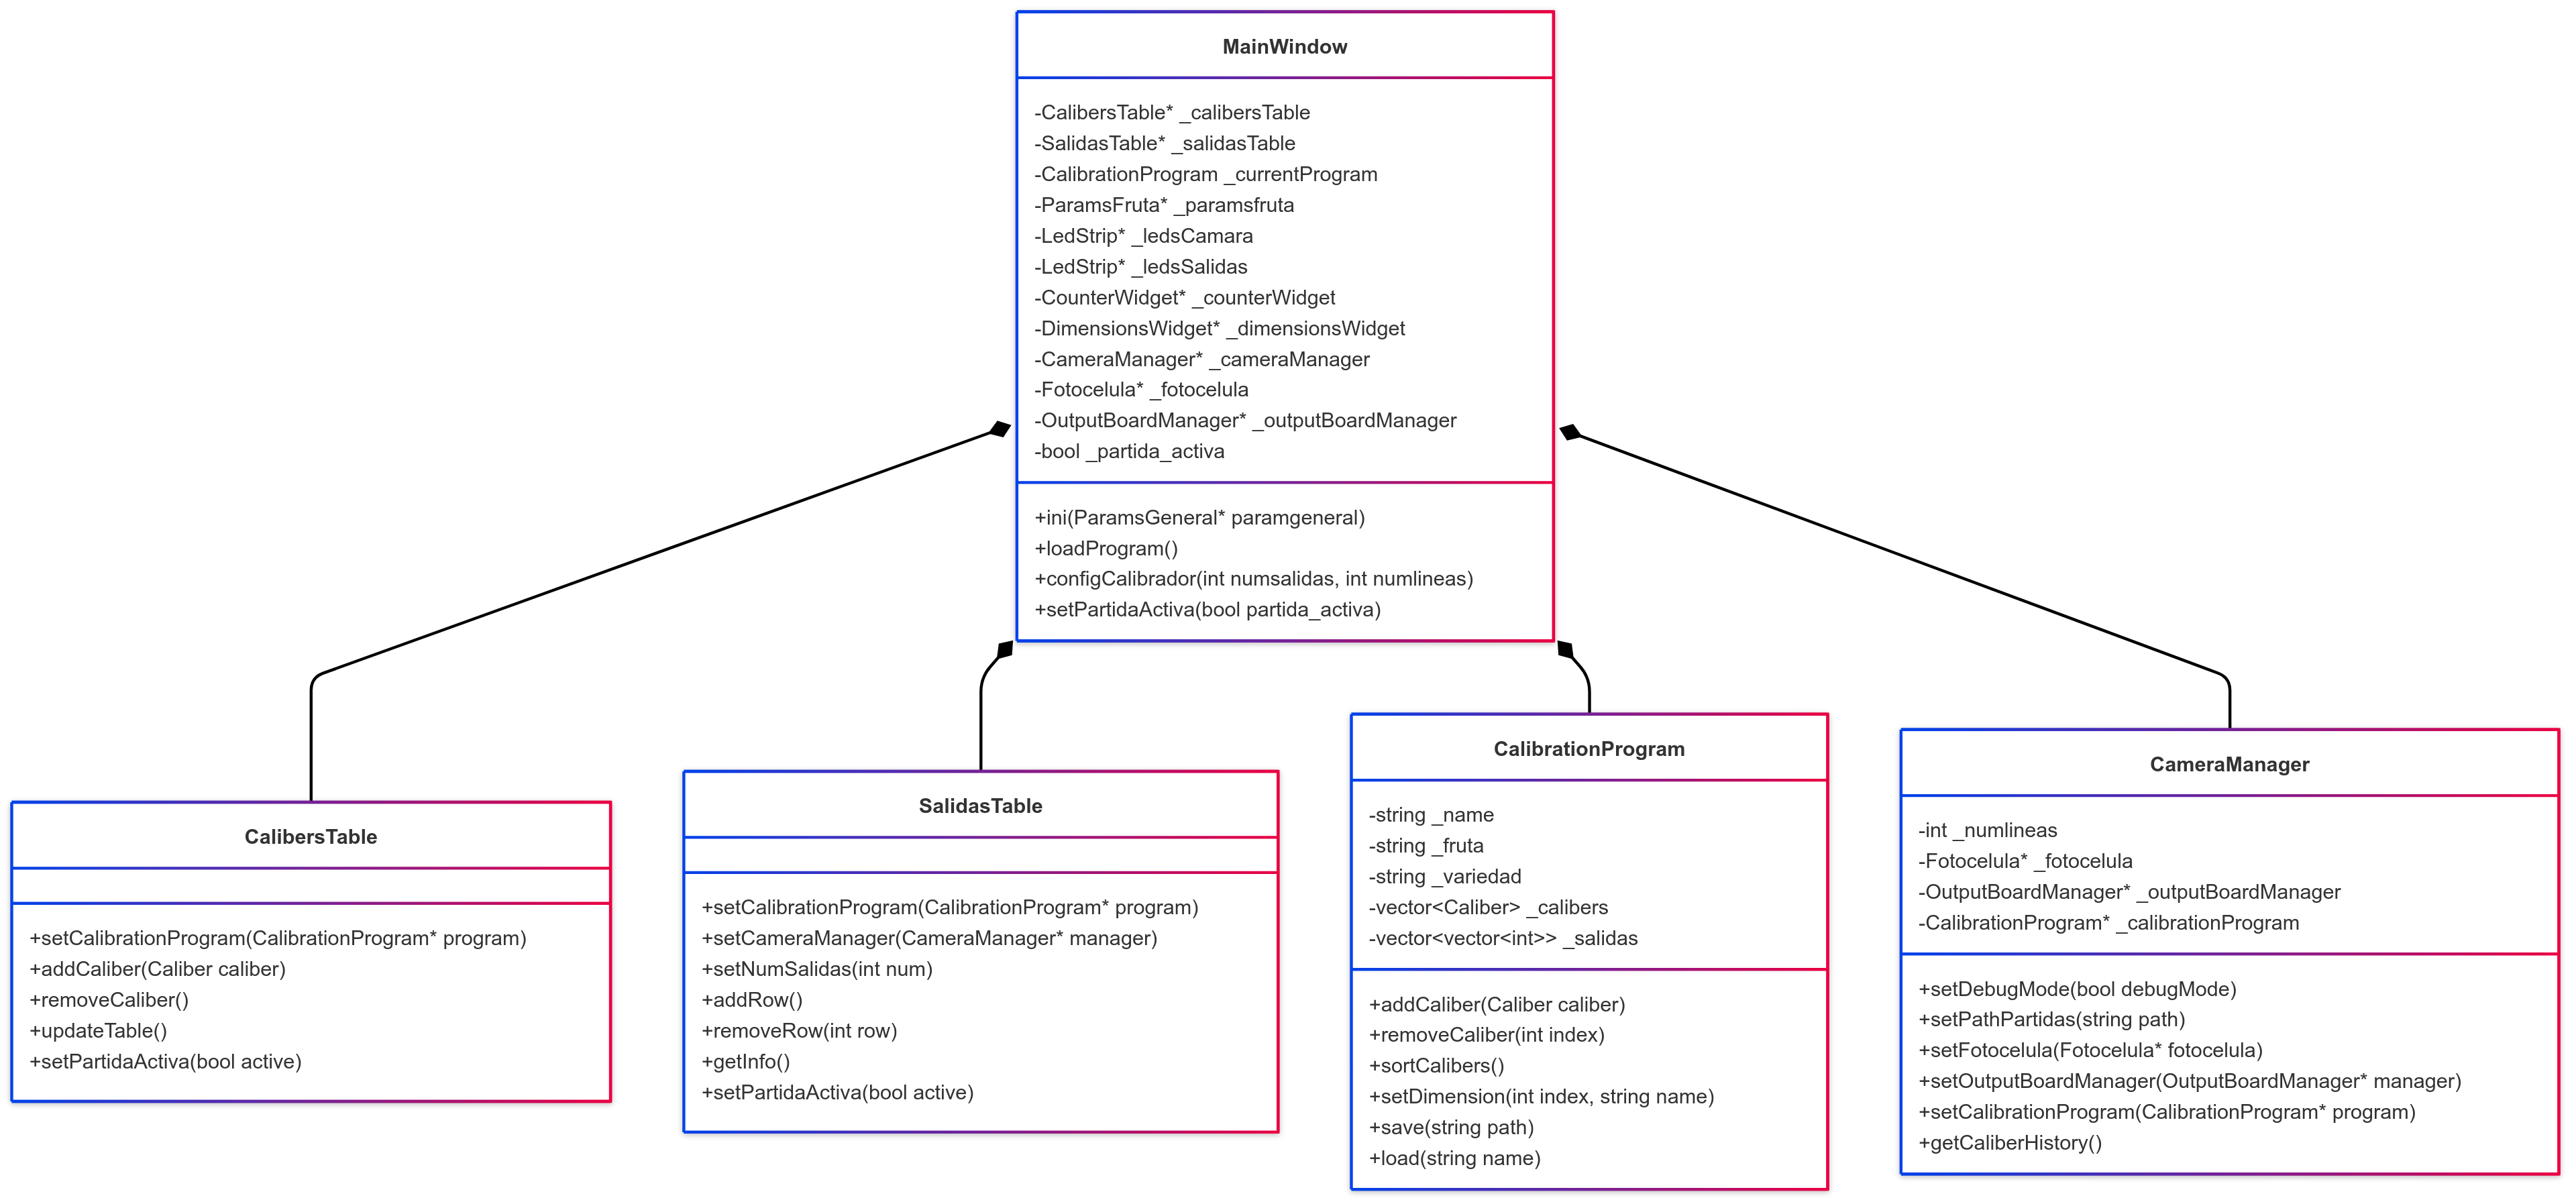 MainWindow
-CalibersTable* _calibersTable
-SalidasTable* _salidasTable
-CalibrationProgram _currentProgram
-ParamsFruta* _paramsfruta
-LedStrip* _ledsCamara
-LedStrip* _ledsSalidas
-CounterWidget* _counterWidget
-DimensionsWidget* _dimensionsWidget
-CameraManager* _cameraManager
-Fotocelula* _fotocelula
-OutputBoardManager* _outputBoardManager
-bool _partida_activa
+ini(ParamsGeneral* paramgeneral)
+loadProgram()
+configCalibrador(int numsalidas, int numlineas)
+setPartidaActiva(bool partida_activa)
CalibersTable
+setCalibrationProgram(CalibrationProgram* program)
+addCaliber(Caliber caliber)
+removeCaliber()
+updateTable()
+setPartidaActiva(bool active)
SalidasTable
+setCalibrationProgram(CalibrationProgram* program)
+setCameraManager(CameraManager* manager)
+setNumSalidas(int num)
+addRow()
+removeRow(int row)
+getInfo()
+setPartidaActiva(bool active)
CalibrationProgram
-string _name
-string _fruta
-string _variedad
-vector<Caliber> _calibers
-vector<vector<int>> _salidas
+addCaliber(Caliber caliber)
+removeCaliber(int index)
+sortCalibers()
+setDimension(int index, string name)
+save(string path)
+load(string name)
CameraManager
-int _numlineas
-Fotocelula* _fotocelula
-OutputBoardManager* _outputBoardManager
-CalibrationProgram* _calibrationProgram
+setDebugMode(bool debugMode)
+setPathPartidas(string path)
+setFotocelula(Fotocelula* fotocelula)
+setOutputBoardManager(OutputBoardManager* manager)
+setCalibrationProgram(CalibrationProgram* program)
+getCaliberHistory()